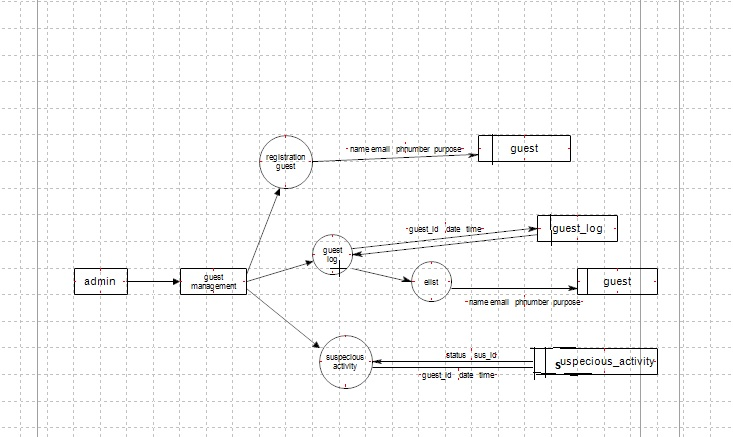 registration
guest
name email phnumber purpose
guest
guest_id date time
guest_log
guest
log
admin
guest
management
elist
guest
name email phnumber purpose
suspecious
activity
status sus_id
suspecious_activity
guest_id date time